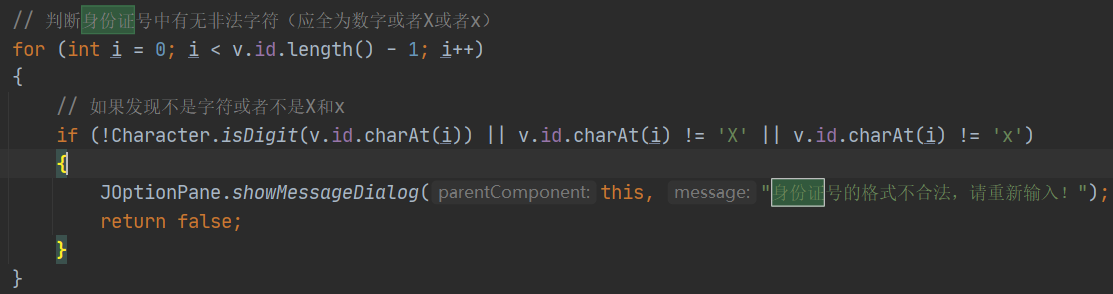 // 判断身份证号中有无非法字符（应全为数字或者X或者x）
for (int i = 0; i < v.id.length() - 1; i++)
{
// 如果发现不是字符或者不是X和x
if (!Character.isDigit(v.id.charAt(i)) || v.id.charAt(i) != 'X' || v.id.charAt(i) != 'x')
{
JOptionPane.showMessageDialog( parentComponent: this, message: "身份证号的格式不合法，请重新输入！");
return false;
}
}